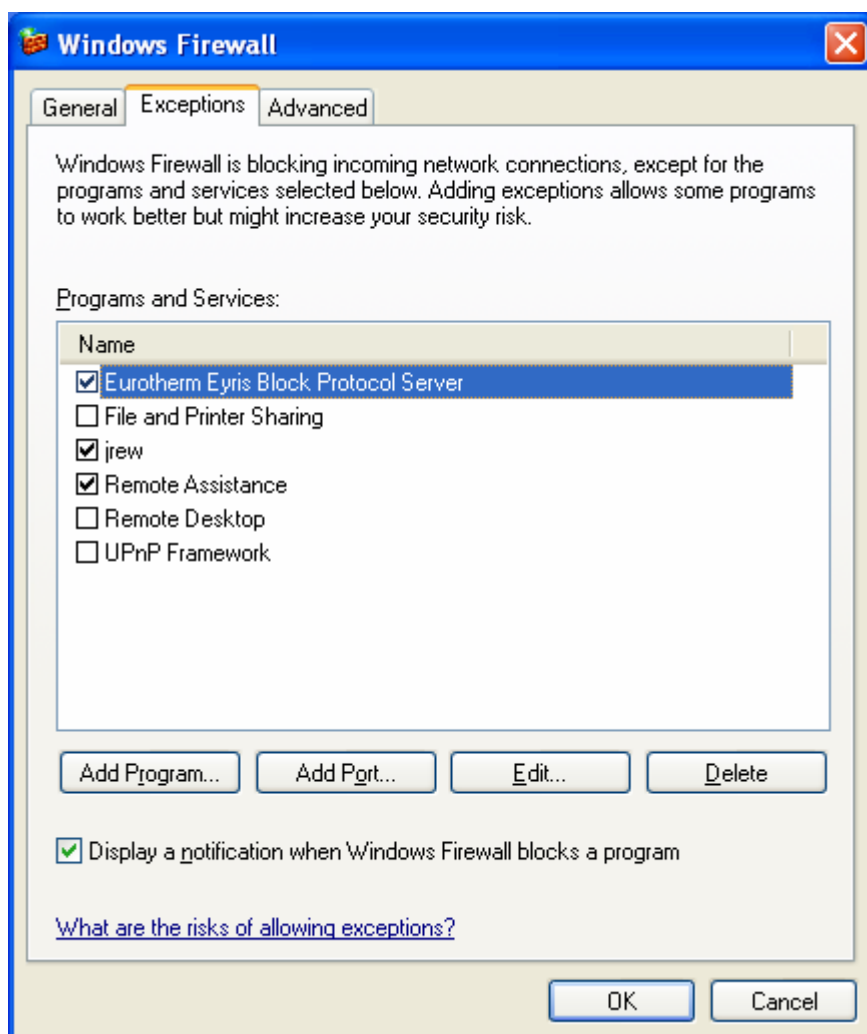 Windows Firewall
General Exceptions Advanced
Windows Firewall is blocking incoming network connections, except for the
programs and services selected below. Adding exceptions allows some programs
to work better but might increase your security risk.
Programs and Services:
Name
Eurotherm Eyris Block Protocol Server
File and Printer Sharing
jrew
Remote Assistance
Remote Desktop
UPnP Framework
Add Program... Add Port... Edit... Delete
Display a notification when Windows Firewall blocks a program
What are the risks of allowing exceptions?
OK Cancel